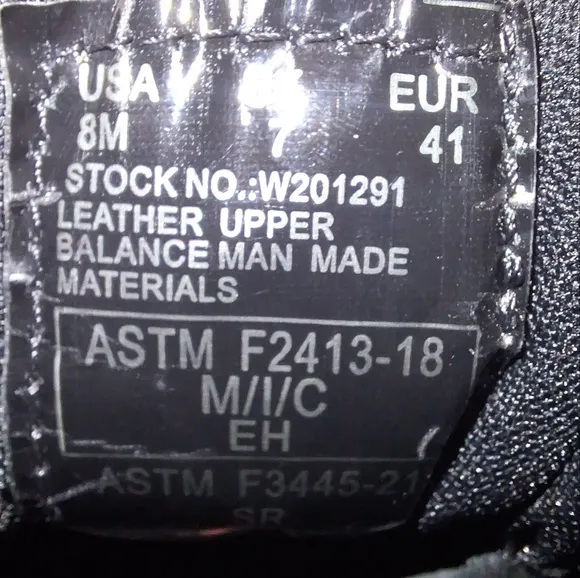 USA EUR
8M 7 41
STOCK NO.:W201291
LEATHER UPPER
BALANCE MAN MADE
MATERIALS
ASTM F2413-18
M/I/C
EH
ASTM F3445-21
SR